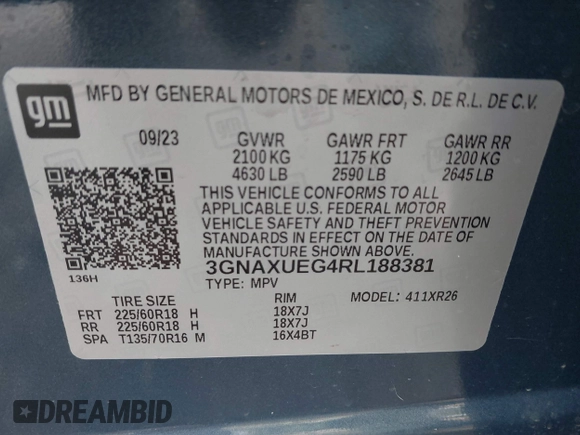 gm
MFD BY GENERAL MOTORS DE MEXICO, S. DE R.L. DE C.V.
09/23 GVWR GAWR FRT GAWR RR
2100 KG 1175 KG 1200 KG
4630 LB 2590 LB 2645 LB
THIS VEHICLE CONFORMS TO ALL
APPLICABLE U.S. FEDERAL MOTOR
VEHICLE SAFETY AND THEFT PREVENTION
STANDARDS IN EFFECT ON THE DATE OF
MANUFACTURE SHOWN ABOVE.
3GNAXUEG4RL188381
136H
TYPE: MPV
TIRE SIZE RIM MODEL: 411XR26
FRT 225/60R18 H 18X7J
RR 225/60R18 H 18X7J
SPA T135/70R16 M 16X4BT
DREAMBID